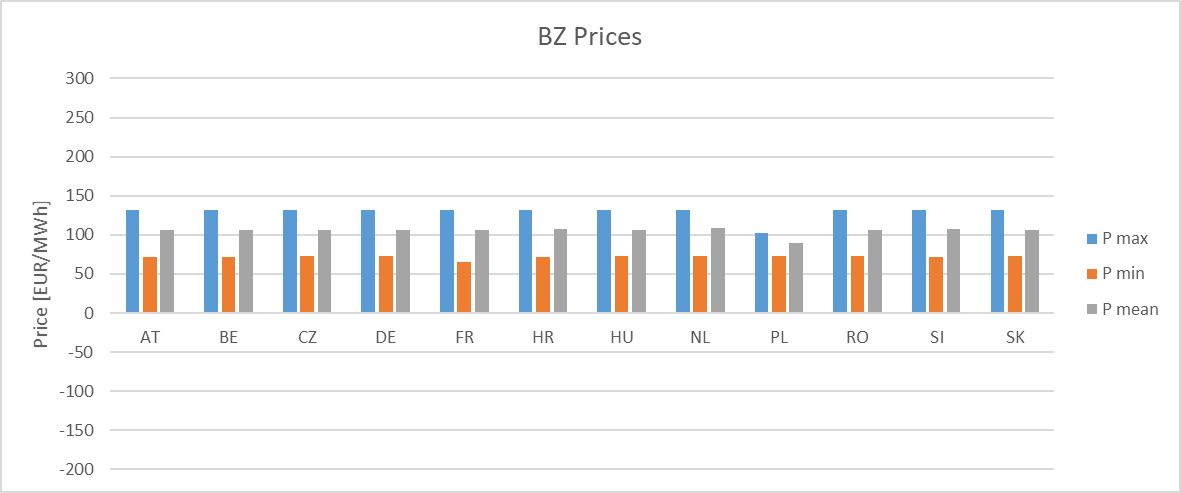 BZ Prices
Price [EUR/MWh]
300
250
200
150
100
50
0
-50
-100
-150
-200
AT BE CZ DE FR HR HU NL PL RO SI SK
P max
P min
P mean